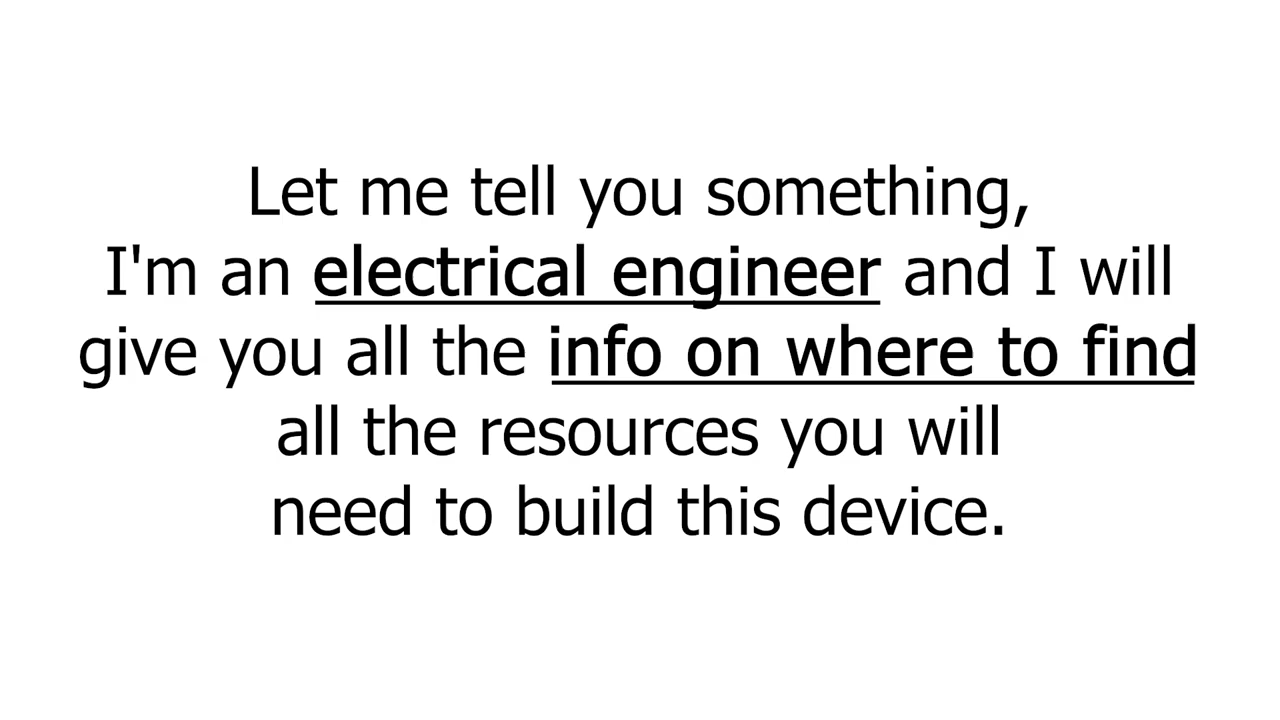 Let me tell you something,
I'm an electrical engineer and I will
give you all the info on where to find
all the resources you will
need to build this device.